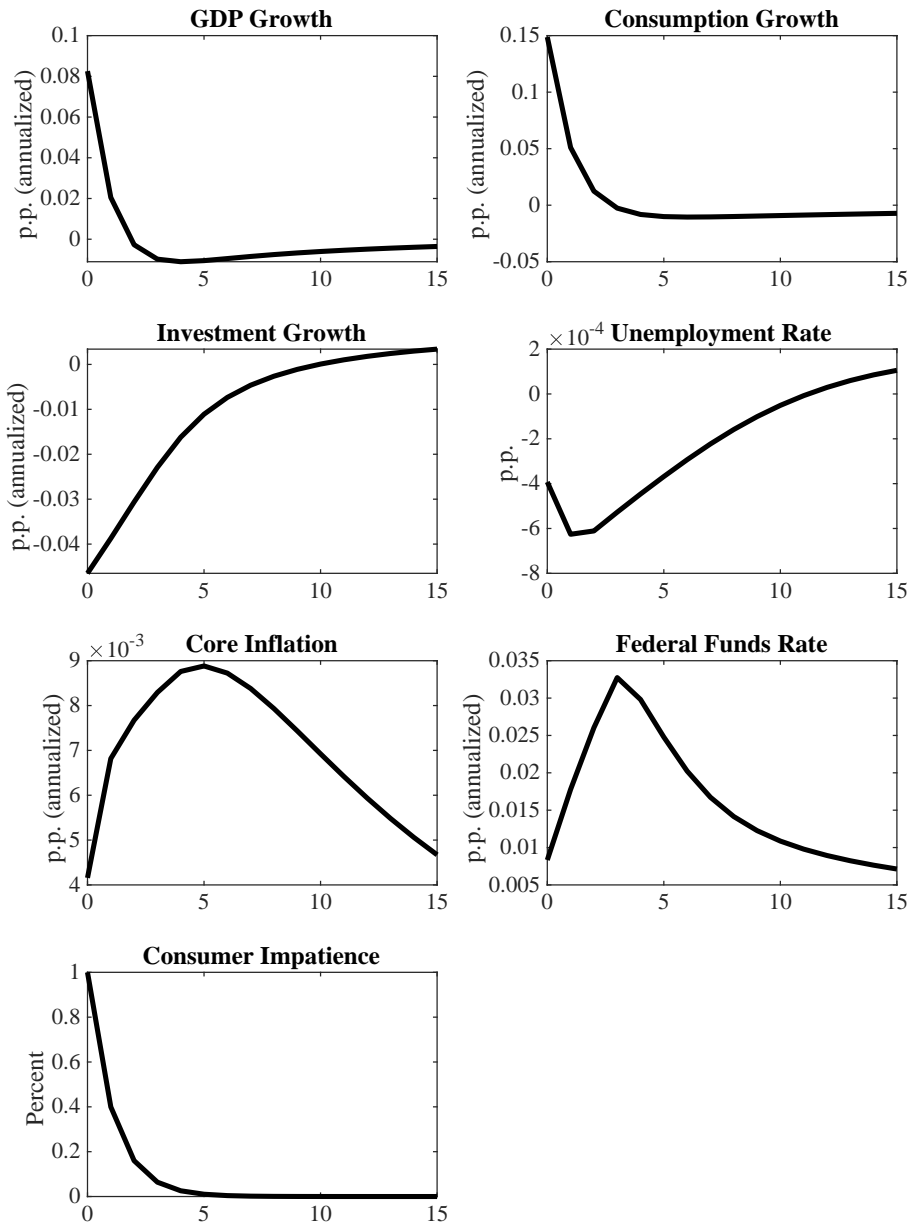 GDP Growth
p.p. (annualized)
0.1
0.08
0.06
0.04
0.02
0
0 5 10 15
Consumption Growth
p.p. (annualized)
0.15
0.1
0.05
0
-0.05
0 5 10 15
Investment Growth
p.p. (annualized)
0
-0.01
-0.02
-0.03
-0.04
0 5 10 15
×10⁻⁴ Unemployment Rate
p.p.
2
0
-2
-4
-6
-8
0 5 10 15
Core Inflation
×10⁻³
p.p. (annualized)
9
8
7
6
5
4
0 5 10 15
Federal Funds Rate
p.p. (annualized)
0.035
0.03
0.025
0.02
0.015
0.01
0.005
0 5 10 15
Consumer Impatience
Percent
1
0.8
0.6
0.4
0.2
0
0 5 10 15